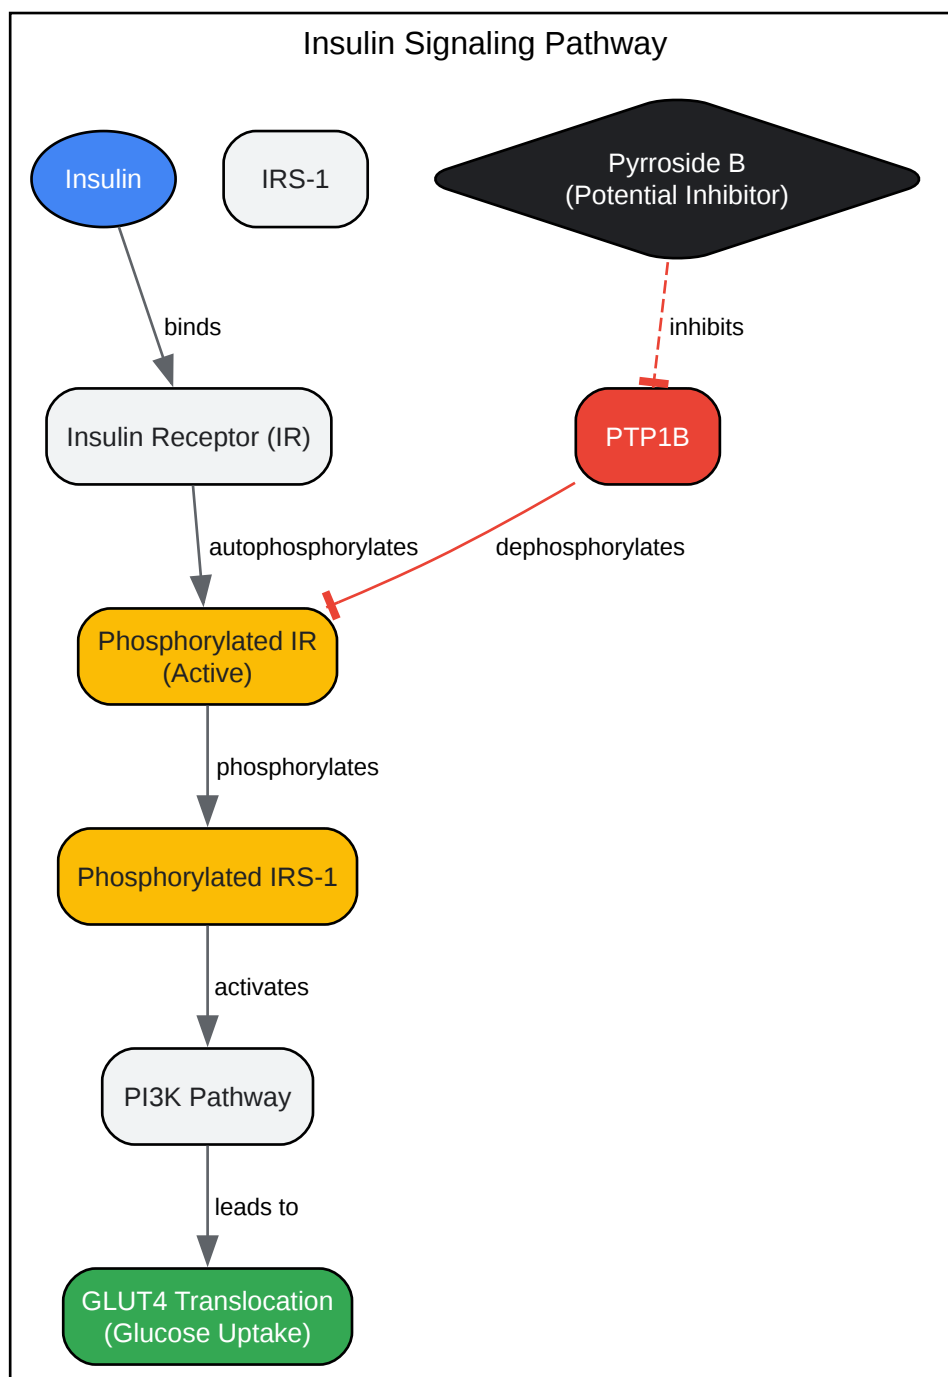 Insulin Signaling Pathway
Insulin
IRS-1
Pyrroside B
(Potential Inhibitor)
binds
inhibits
Insulin Receptor (IR)
PTP1B
autophosphorylates
dephosphorylates
Phosphorylated IR
(Active)
phosphorylates
Phosphorylated IRS-1
activates
PI3K Pathway
leads to
GLUT4 Translocation
(Glucose Uptake)